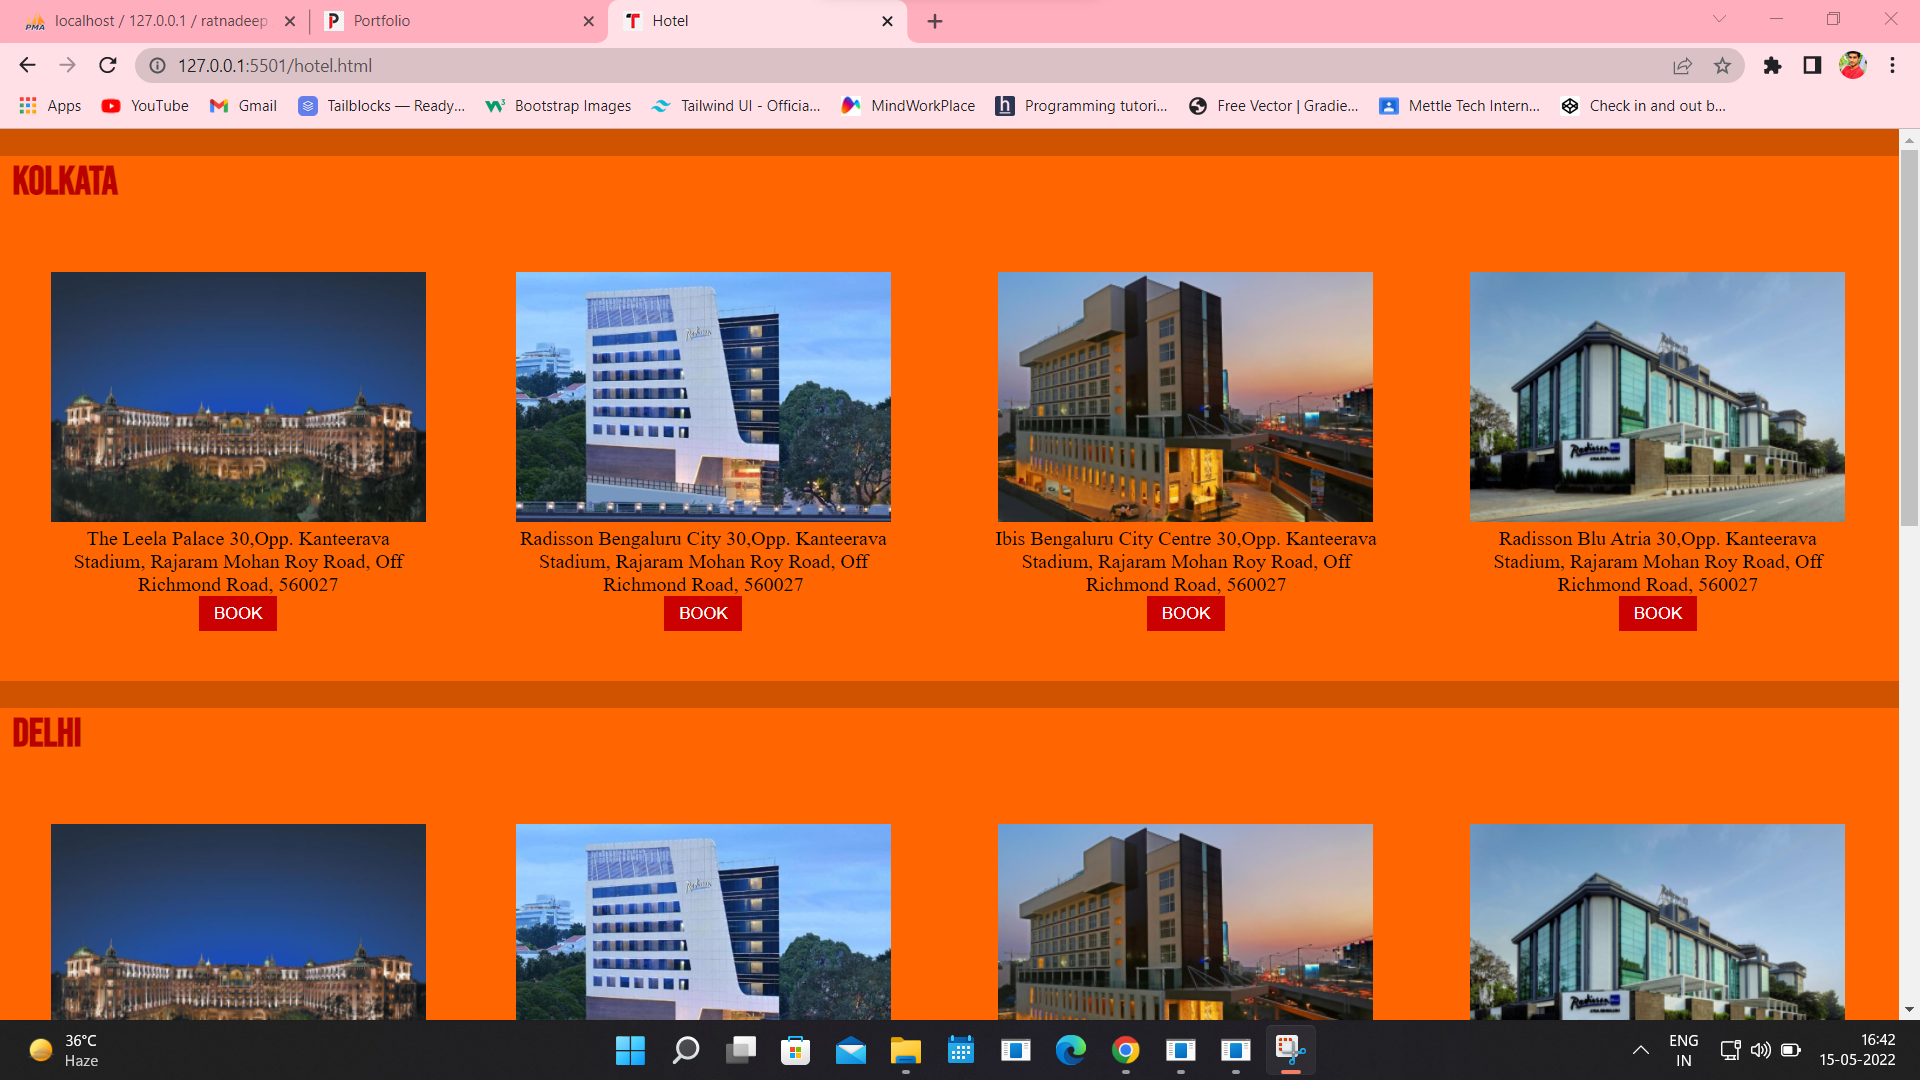 localhost / 127.0.0.1 / ratnadeep
Portfolio
Hotel
127.0.0.1:5501/hotel.html
Apps
YouTube
Gmail
Tailblocks — Ready...
Bootstrap Images
Tailwind UI - Officia...
MindWorkPlace
Programming tutori...
Free Vector | Gradie...
Mettle Tech Intern...
Check in and out b...
KOLKATA
The Leela Palace 30,Opp. Kanteerava
Stadium, Rajaram Mohan Roy Road, Off
Richmond Road, 560027
BOOK
Radisson Bengaluru City 30,Opp. Kanteerava
Stadium, Rajaram Mohan Roy Road, Off
Richmond Road, 560027
BOOK
Ibis Bengaluru City Centre 30,Opp. Kanteerava
Stadium, Rajaram Mohan Roy Road, Off
Richmond Road, 560027
BOOK
Radisson Blu Atria 30,Opp. Kanteerava
Stadium, Rajaram Mohan Roy Road, Off
Richmond Road, 560027
BOOK
DELHI
36°C
Haze
ENG
IN
16:42
15-05-2022